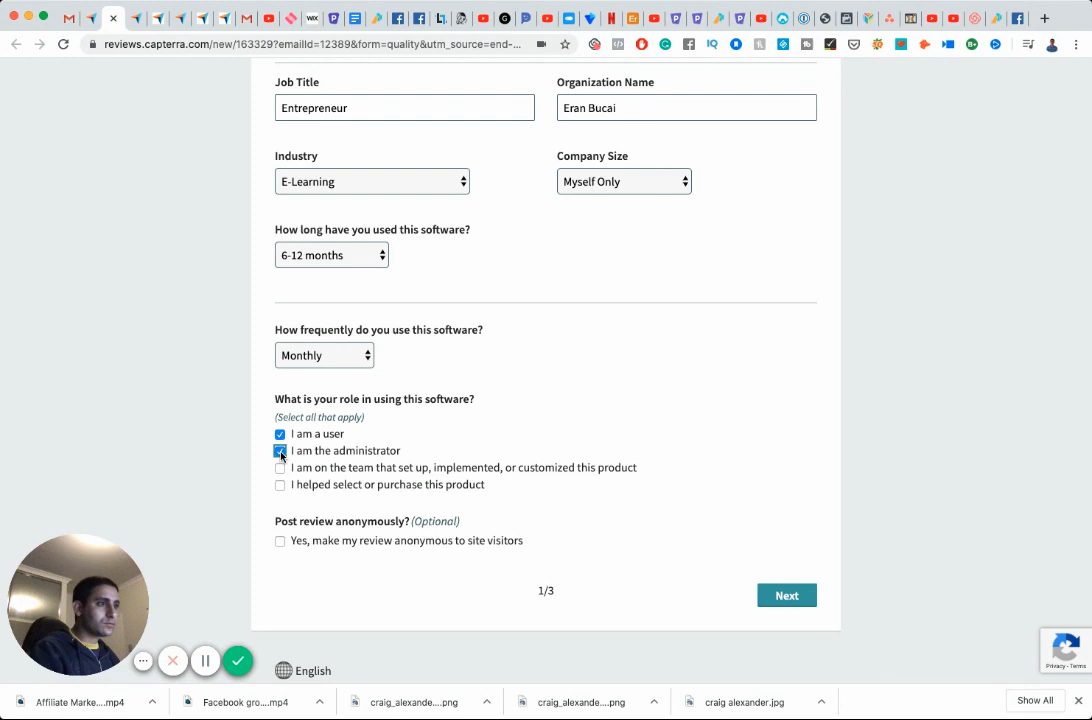 reviews.capterra.com/new/163329?emailId=12389&form=quality&utm_source=end-...
Job Title
Organization Name
Entrepreneur
Eran Bucai
Industry
Company Size
E-Learning
Myself Only
How long have you used this software?
6-12 months
How frequently do you use this software?
Monthly
What is your role in using this software?
(Select all that apply)
I am a user
I am the administrator
I am on the team that set up, implemented, or customized this product
I helped select or purchase this product
Post review anonymously? (Optional)
Yes, make my review anonymous to site visitors
1/3
Next
English
Privacy - Terms
Affiliate Marke....mp4
Facebook gro....mp4
craig_alexande....png
craig_alexande....png
craig alexander.jpg
Show All